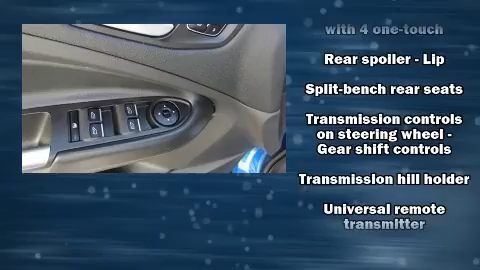 with 4 one-touch
Rear spoiler - Lip
Split-bench rear seats
Transmission controls
on steering wheel -
Gear shift controls
Transmission hill holder
Universal remote
transmitter